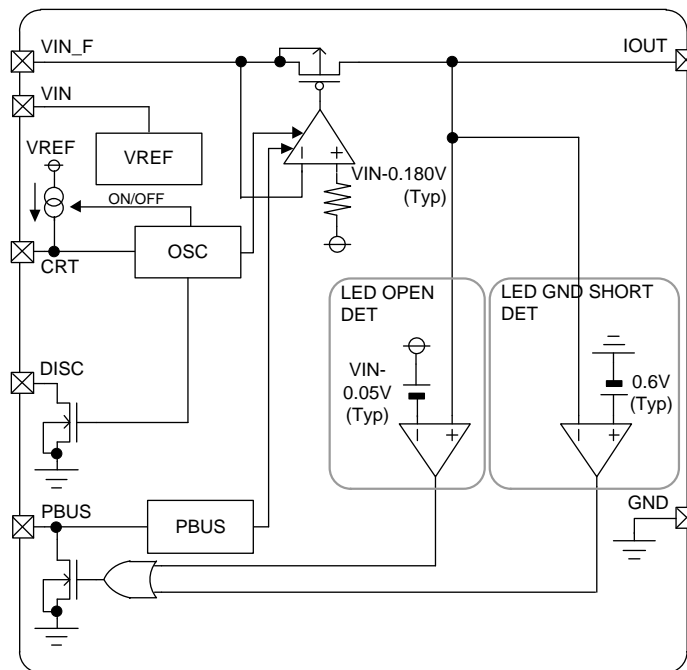 VIN_F
IOUT
VIN
VREF
VREF
VIN-0.180V
(Typ)
ON/OFF
OSC
CRT
LED OPEN
DET
LED GND SHORT
DET
DISC
VIN-
0.05V
(Typ)
0.6V
(Typ)
PBUS
PBUS
GND